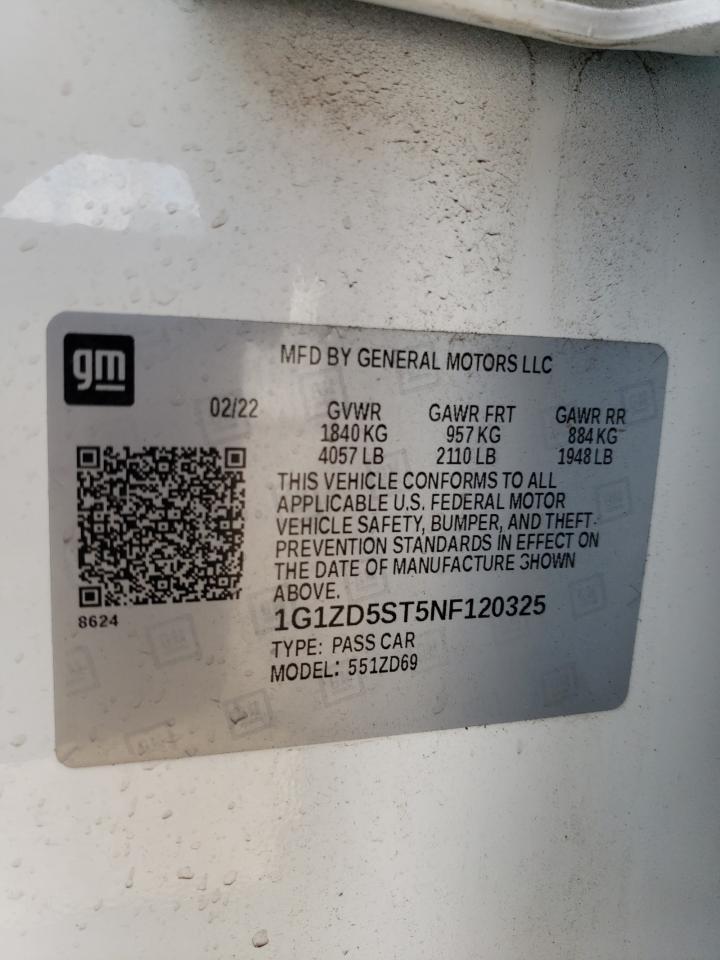 gm
MFD BY GENERAL MOTORS LLC
02/22 GVWR GAWR FRT GAWR RR
1840 KG 957 KG 884 KG
4057 LB 2110 LB 1948 LB
THIS VEHICLE CONFORMS TO ALL
APPLICABLE U.S. FEDERAL MOTOR
VEHICLE SAFETY, BUMPER, AND THEFT
PREVENTION STANDARDS IN EFFECT ON
THE DATE OF MANUFACTURE SHOWN
ABOVE.
8624
1G1ZD5ST5NF120325
TYPE: PASS CAR
MODEL: 551ZD69